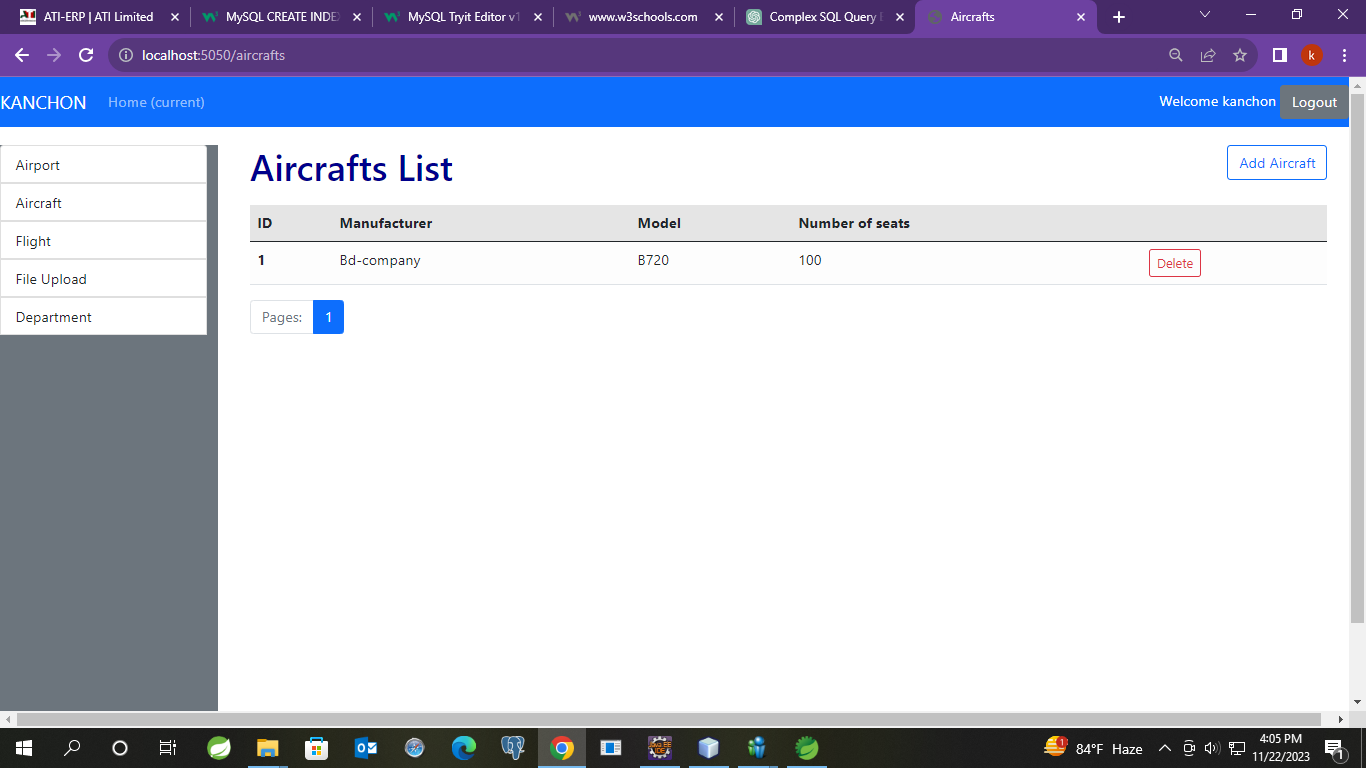 ATI-ERP | ATI Limited
MySQL CREATE INDE
MySQL Tryit Editor v1
www.w3schools.com
Complex SQL Query
Aircrafts
localhost:5050/aircrafts
k
KANCHON Home (current) Welcome kanchon Logout
Airport
Aircraft
Flight
File Upload
Department
Aircrafts List
Add Aircraft
ID Manufacturer Model Number of seats
1 Bd-company B720 100 Delete
Pages: 1
84°F Haze
4:05 PM
11/22/2023
1